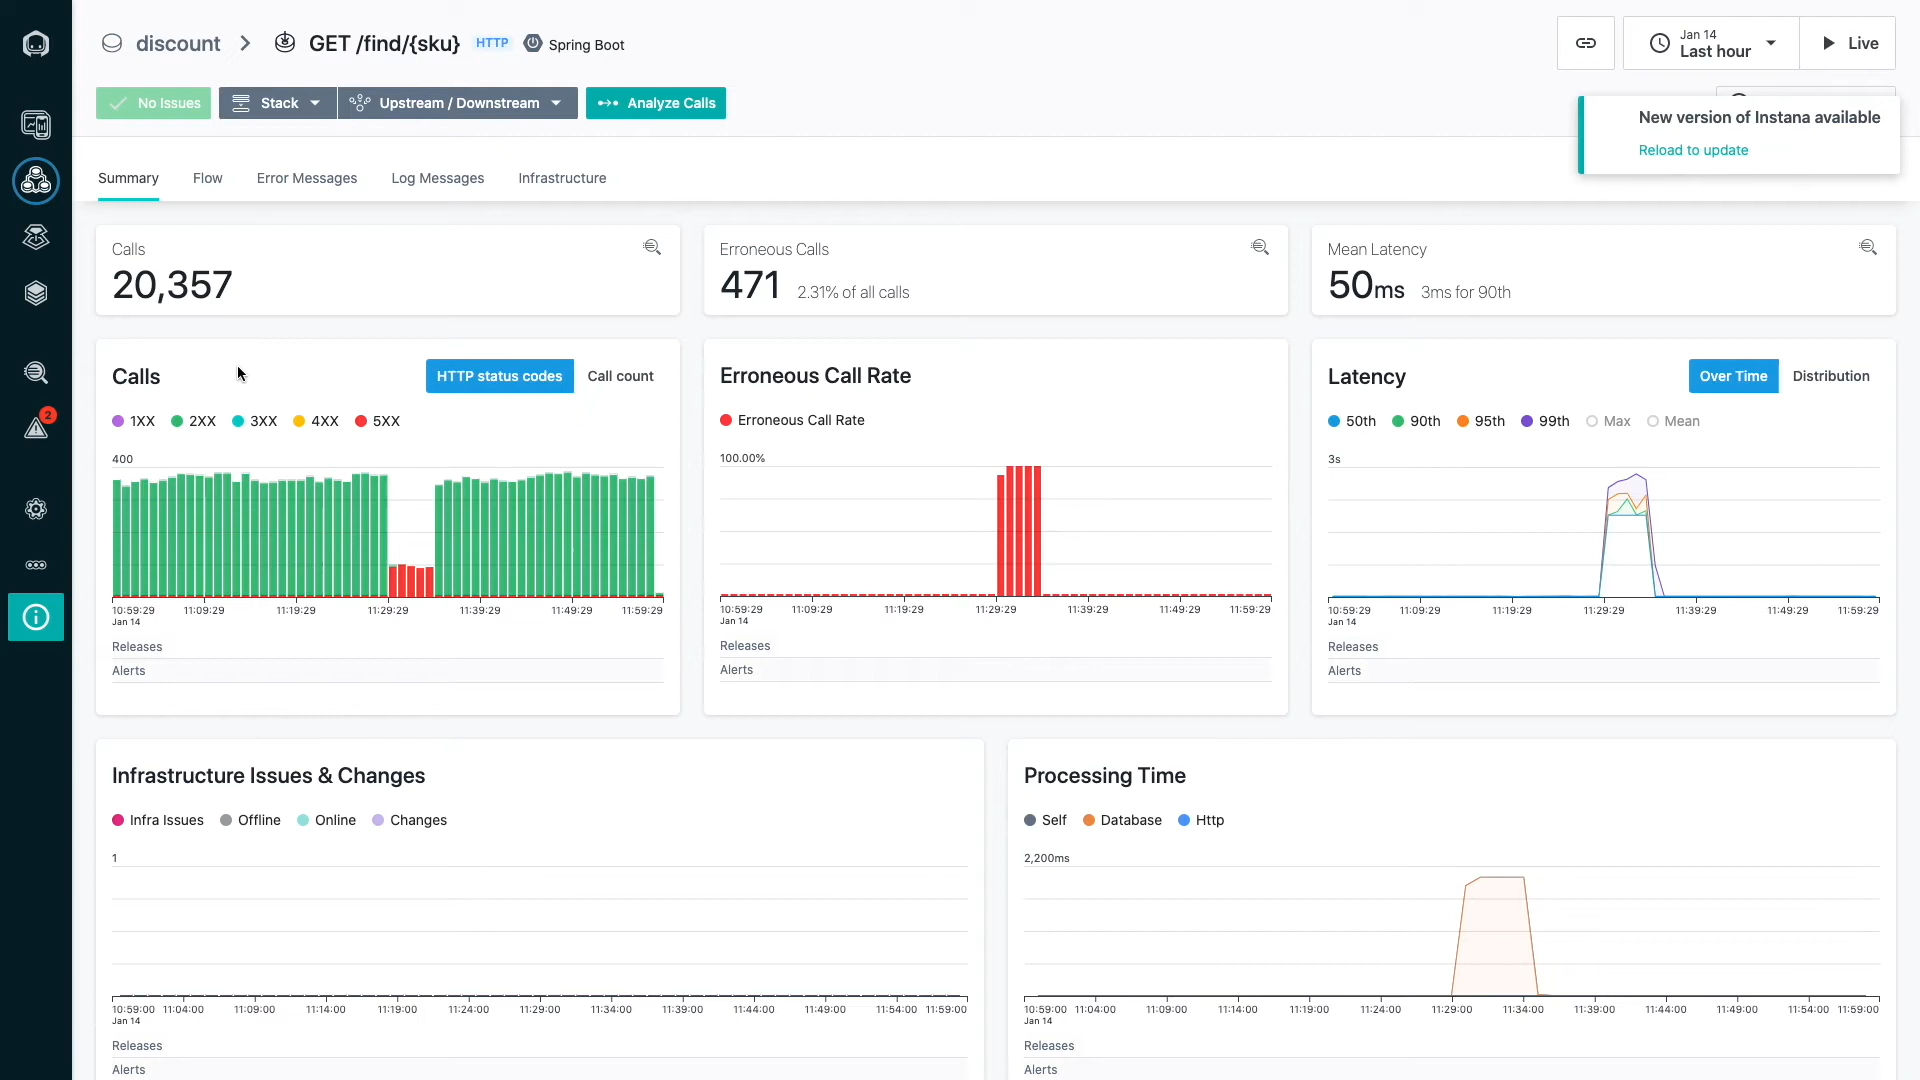 discount
GET /find/{sku}
HTTP
Spring Boot
Jan 14
Last hour
Live
No Issues
Stack
Upstream / Downstream
Analyze Calls
New version of Instana available
Reload to update
Summary
Flow
Error Messages
Log Messages
Infrastructure
2
Calls
20,357
Erroneous Calls
471 2.31% of all calls
Mean Latency
50ms 3ms for 90th
Calls
HTTP status codes
Call count
1XX 2XX 3XX 4XX 5XX
400
10:59:29 11:09:29 11:19:29 11:29:29 11:39:29 11:49:29 11:59:29
Jan 14
Releases
Alerts
Erroneous Call Rate
Erroneous Call Rate
100.00%
10:59:29 11:09:29 11:19:29 11:29:29 11:39:29 11:49:29 11:59:29
Jan 14
Releases
Alerts
Latency
Over Time
Distribution
50th 90th 95th 99th Max Mean
3s
10:59:29 11:09:29 11:19:29 11:29:29 11:39:29 11:49:29 11:59:29
Jan 14
Releases
Alerts
Infrastructure Issues & Changes
Infra Issues Offline Online Changes
1
10:59:00 11:04:00 11:09:00 11:14:00 11:19:00 11:24:00 11:29:00 11:34:00 11:39:00 11:44:00 11:49:00 11:54:00 11:59:00
Jan 14
Releases
Alerts
Processing Time
Self Database Http
2,200ms
10:59:00 11:04:00 11:09:00 11:14:00 11:19:00 11:24:00 11:29:00 11:34:00 11:39:00 11:44:00 11:49:00 11:54:00 11:59:00
Jan 14
Releases
Alerts